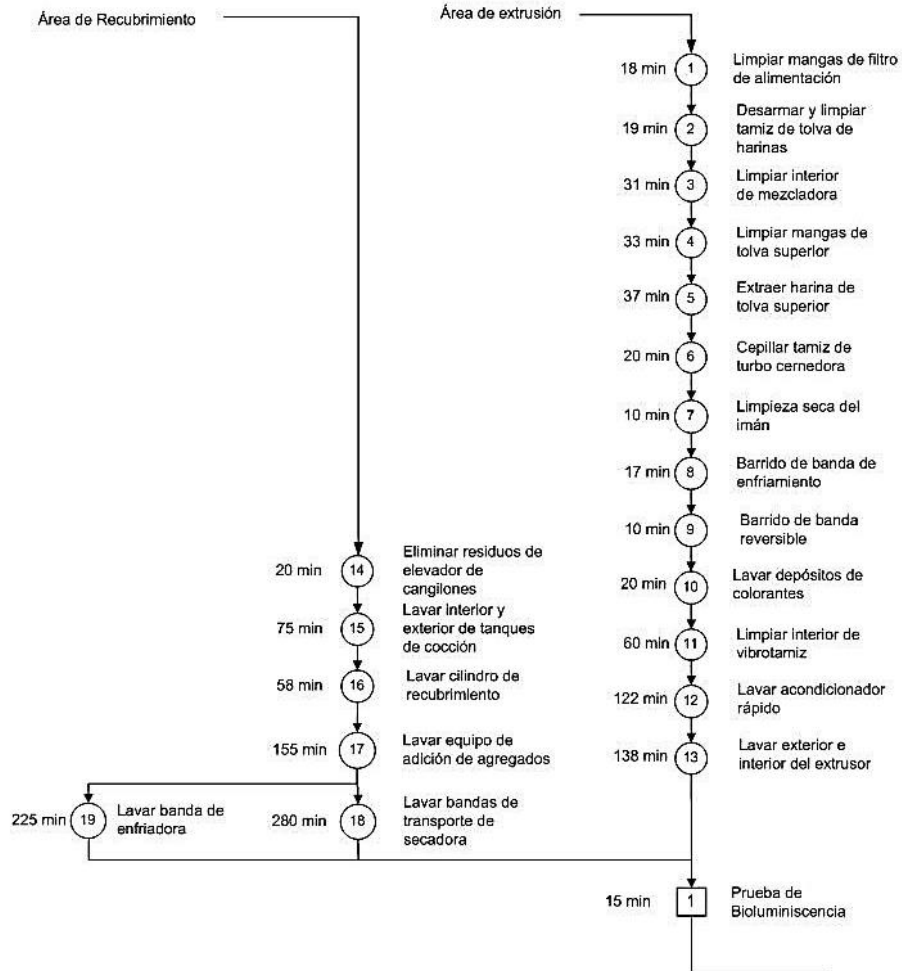 Área de Recubrimiento
Área de extrusión
18 min
1
Limpiar mangas de filtro
de alimentación
19 min
2
Desarmar y limpiar
tamiz de tolva de
harinas
31 min
3
Limpiar interior
de mezcladora
33 min
4
Limpiar mangas de
tolva superior
37 min
5
Extraer harina de
tolva superior
20 min
6
Cepillar tamiz de
turbo cernedora
10 min
7
Limpieza seca del
imán
17 min
8
Barrido de banda de
enfriamiento
10 min
9
Barrido de banda
reversible
20 min
14
Eliminar residuos de
elevador de
cangilones
20 min
10
Lavar depósitos de
colorantes
75 min
15
Lavar interior y
exterior de tanques
de cocción
60 min
11
Limpiar interior de
vibrotamiz
58 min
16
Lavar cilindro de
recubrimiento
122 min
12
Lavar acondicionador
rápido
155 min
17
Lavar equipo de
adición de agregados
138 min
13
Lavar exterior e
interior del extrusor
225 min
19
Lavar banda de
enfriadora
280 min
18
Lavar bandas de
transporte de
secadora
15 min
1
Prueba de
Bioluminiscencia